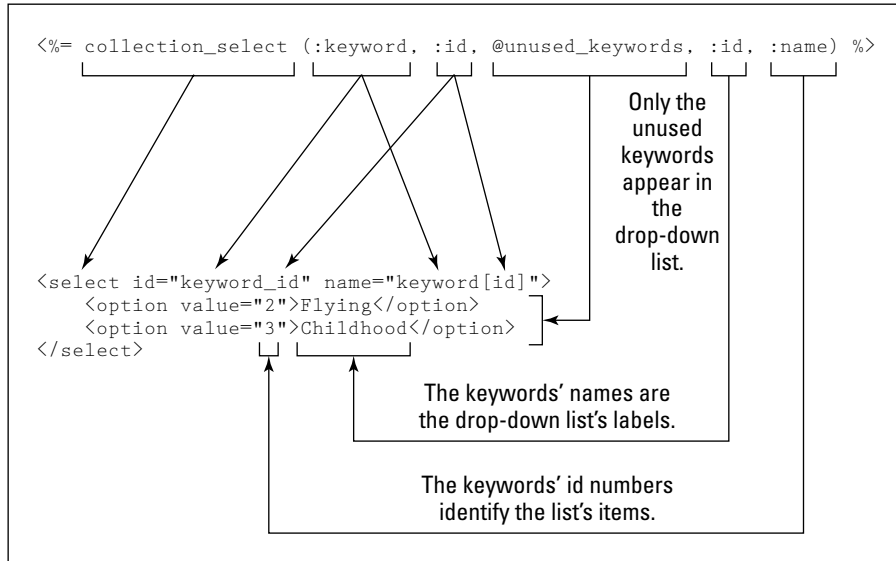 <%= collection_select (:keyword, :id, @unused_keywords, :id, :name) %>
Only the
unused
keywords
appear in
the
drop-down
list.
<select id="keyword_id" name="keyword[id]">
<option value="2">Flying</option>
<option value="3">Childhood</option>
</select>
The keywords’ names are
the drop-down list’s labels.
The keywords’ id numbers
identify the list’s items.